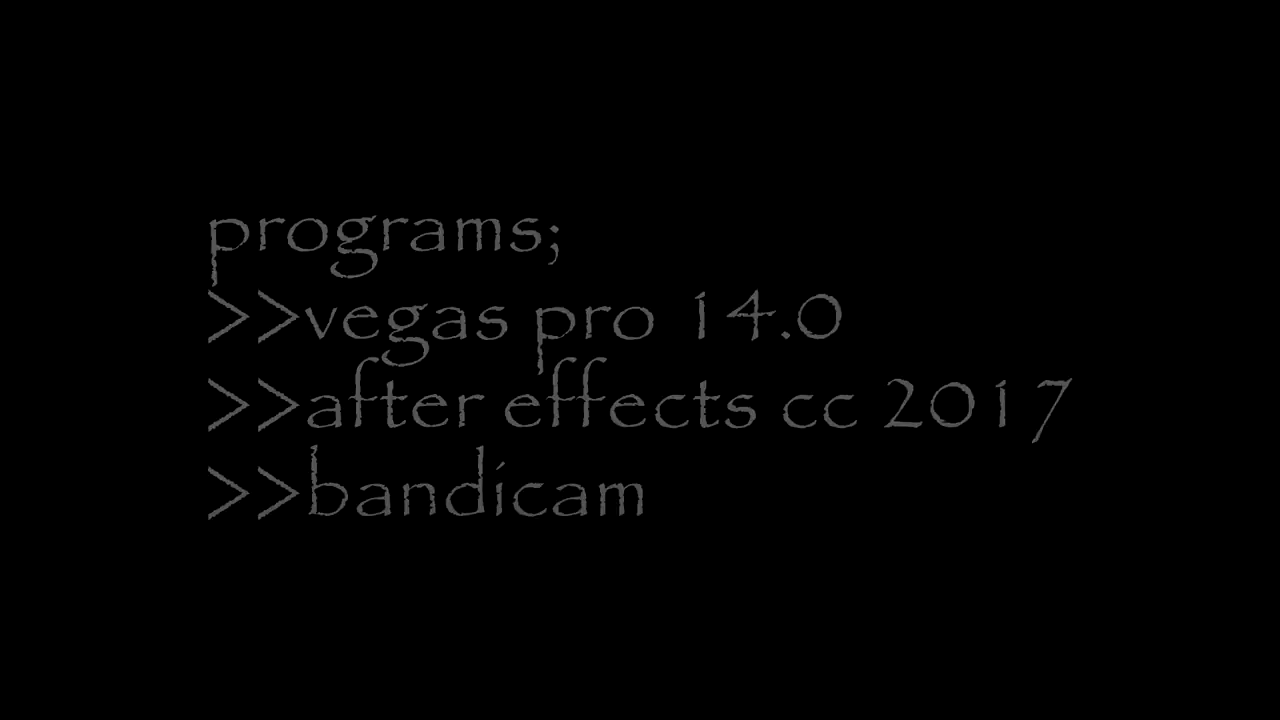 programs;
>>vegas pro 14.0
>>after effects cc 2017
>>bandicam